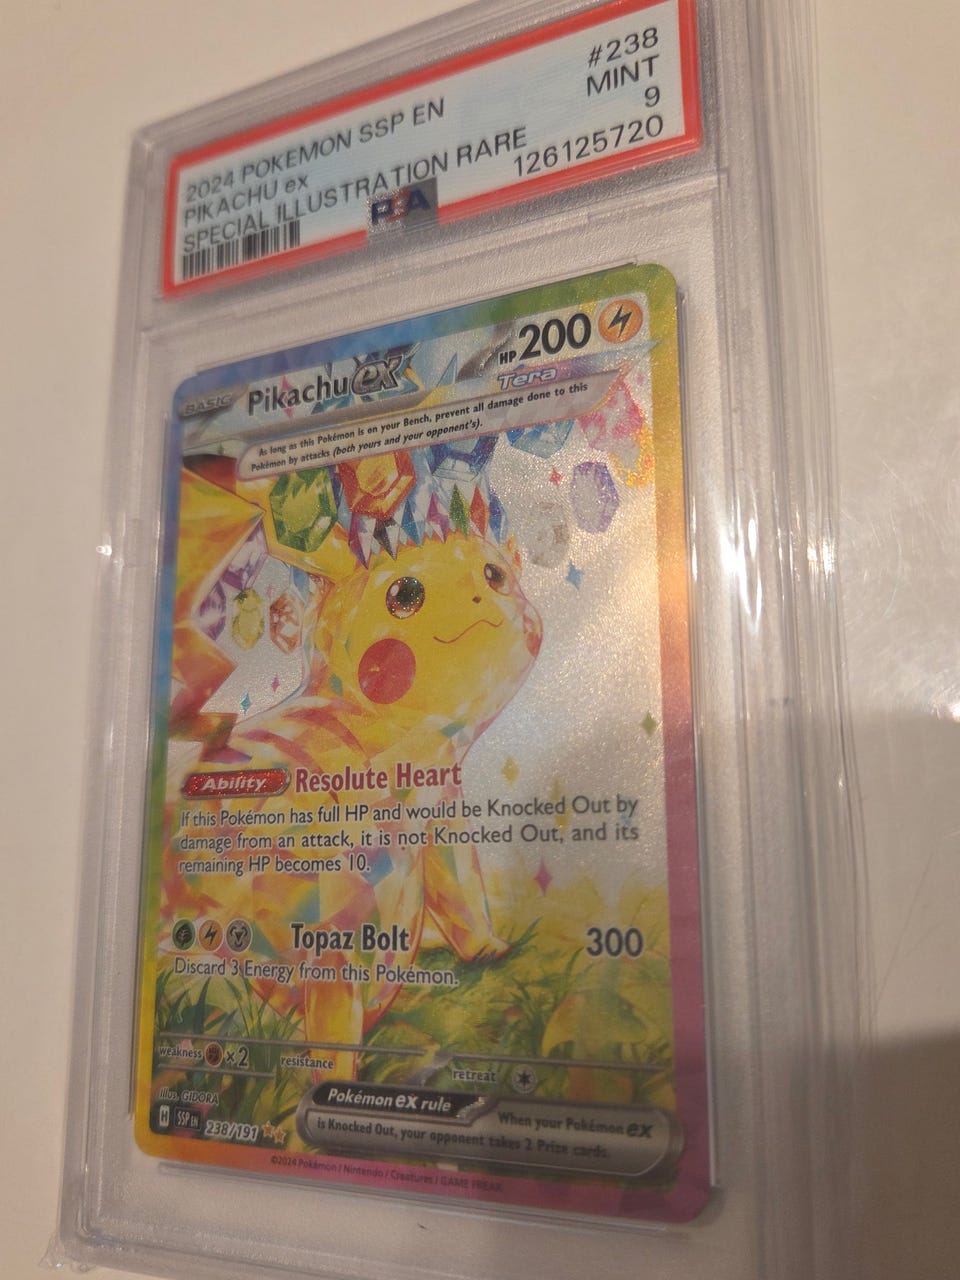 2024 POKEMON SSP EN
#238
PIKACHU ex
MINT
SPECIAL ILLUSTRATION RARE
9
126125720
PSA
BASIC
Pikachu ex
HP 200
Tera
As long as this Pokémon is on your Bench, prevent all damage done to this
Pokémon by attacks (both yours and your opponent's).
Ability Resolute Heart
If this Pokémon has full HP and would be Knocked Out by
damage from an attack, it is not Knocked Out, and its
remaining HP becomes 10.
Topaz Bolt 300
Discard 3 Energy from this Pokémon.
weakness x2 resistance retreat
Illus. GIDORA
Pokémon ex rule
When your Pokémon ex
is Knocked Out, your opponent takes 2 Prize cards.
H SSP EN 238/191
©2024 Pokémon / Nintendo / Creatures / GAME FREAK